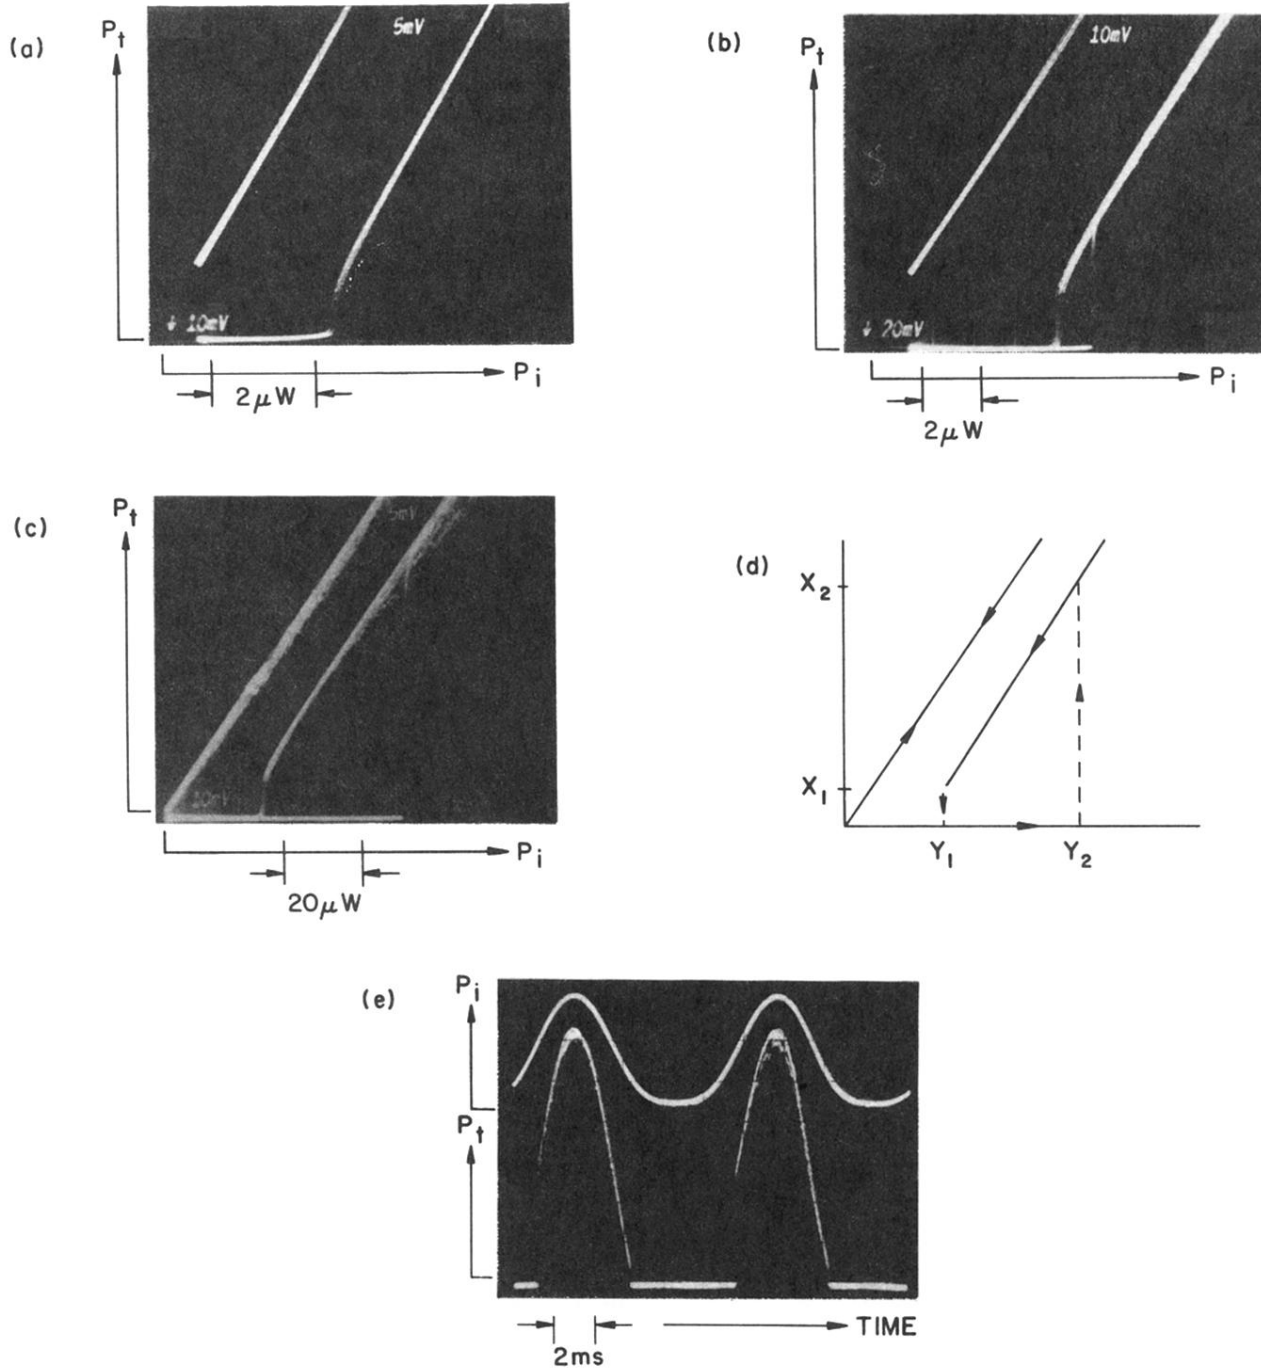 (a)
Pt
5mV
↓ 10mV
Pi
2μW
(b)
Pt
10mV
↓ 20mV
Pi
2μW
(c)
Pt
5mV
Pi
20μW
(d)
X2
X1
Y1
Y2
(e)
Pi
Pt
TIME
2ms